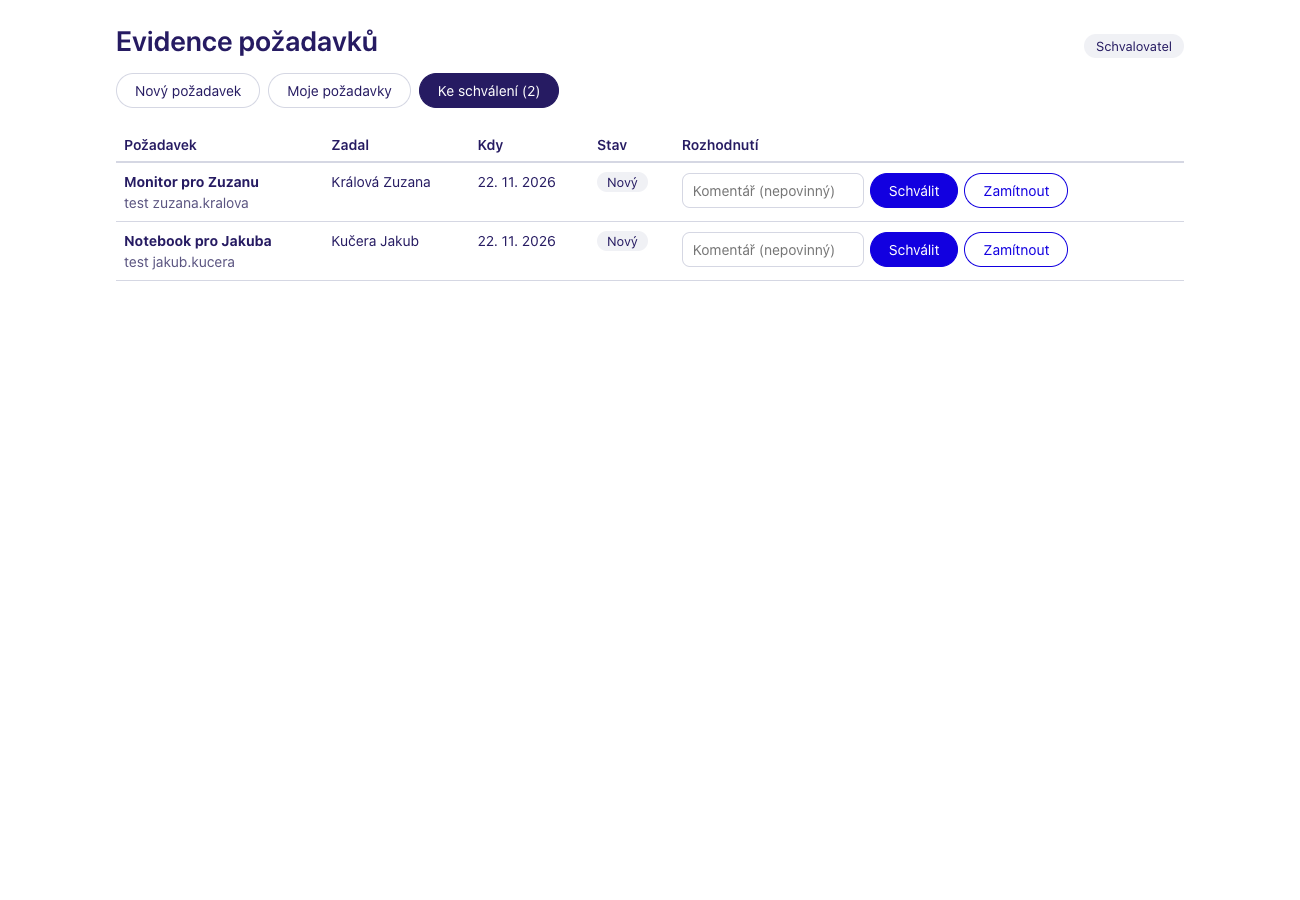 Evidence požadavků
Schvalovatel
Nový požadavek Moje požadavky Ke schválení (2)
Požadavek Zadal Kdy Stav Rozhodnutí
Monitor pro Zuzanu Králová Zuzana 22. 11. 2026 Nový Komentář (nepovinný) Schválit Zamítnout
test zuzana.kralova
Notebook pro Jakuba Kučera Jakub 22. 11. 2026 Nový Komentář (nepovinný) Schválit Zamítnout
test jakub.kucera